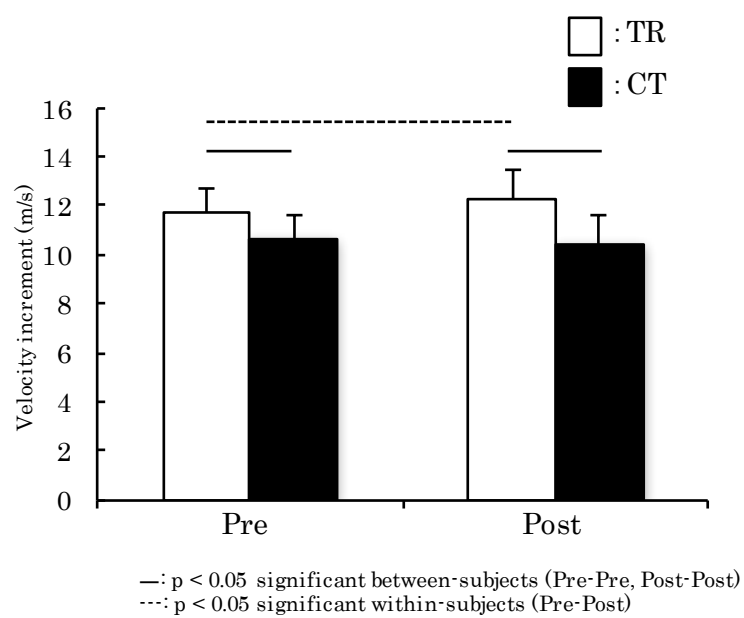 : TR
: CT
16
14
12
10
8
6
4
2
0
Velocity increment (m/s)
Pre
Post
—: p < 0.05 significant between-subjects (Pre-Pre, Post-Post)
---: p < 0.05 significant within-subjects (Pre-Post)